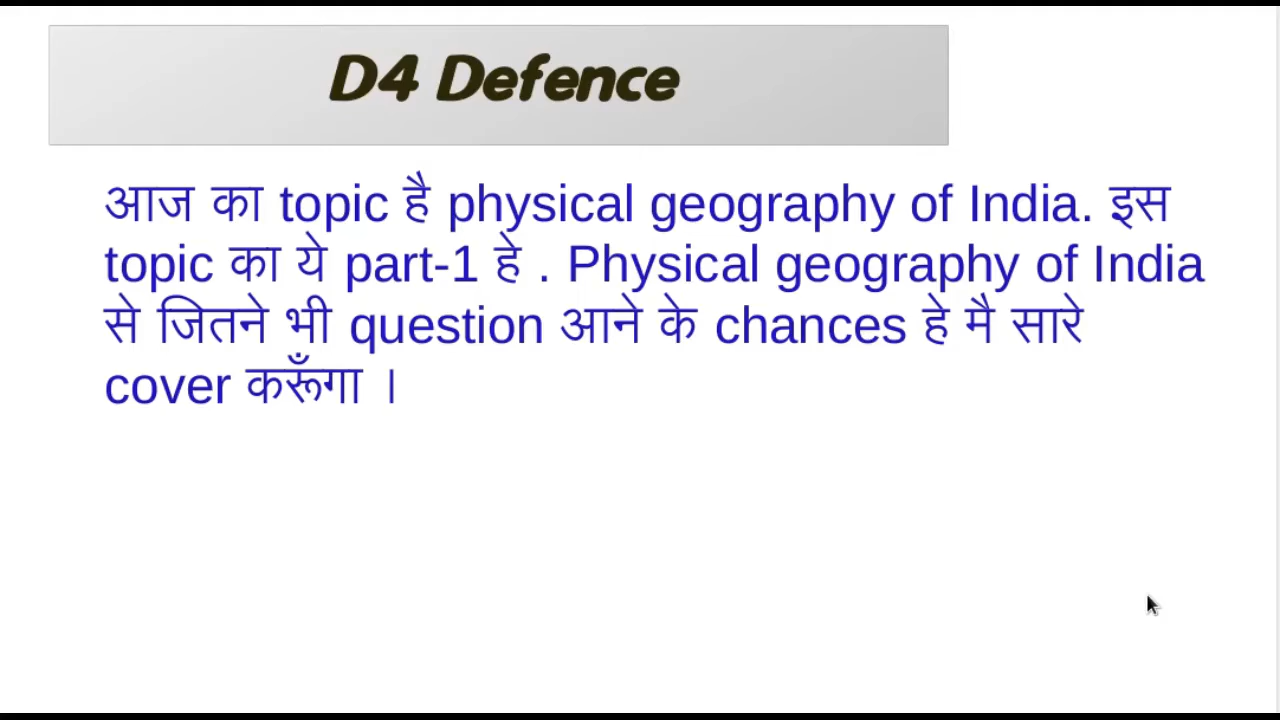 D4 Defence
आज का topic है physical geography of India. इस
topic का ये part-1 हे . Physical geography of India
से जितने भी question आने के chances हे मै सारे
cover करूँगा ।